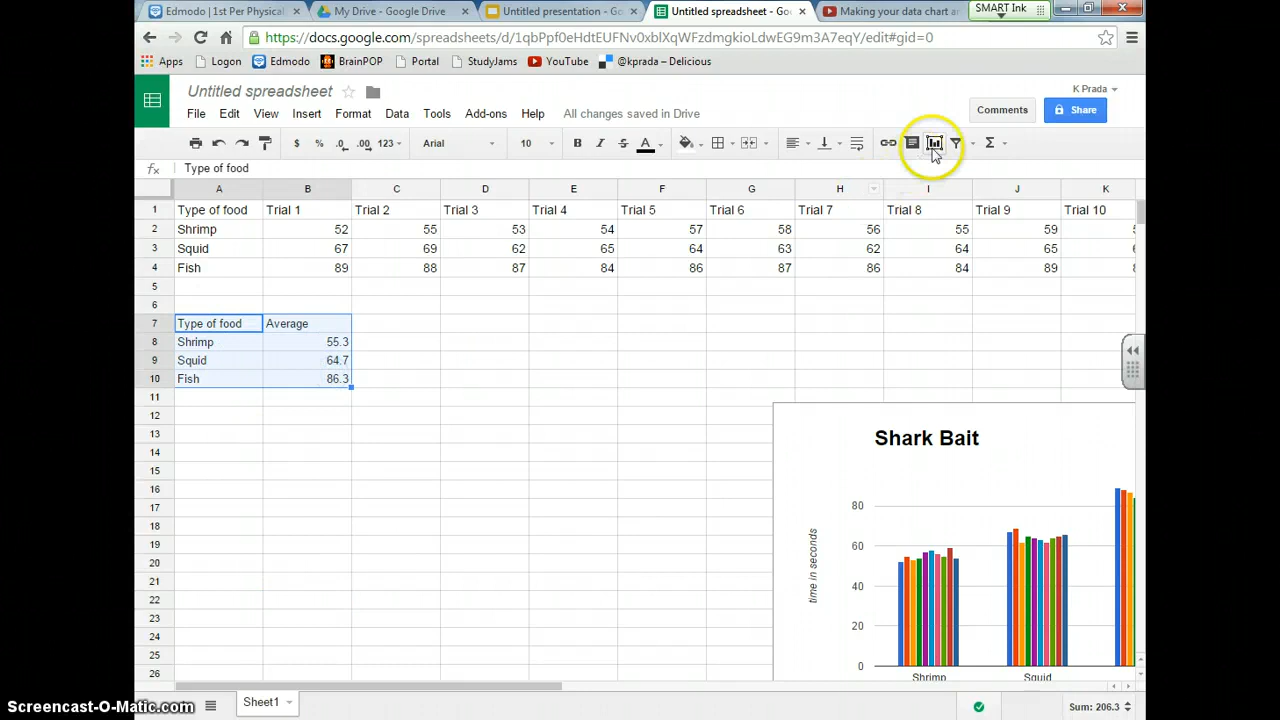 Edmodo | 1st Per Physical
My Drive - Google Drive
Untitled presentation - Go
Untitled spreadsheet - Go
Making your data chart a
SMART Ink
https://docs.google.com/spreadsheets/d/1qbPpf0eHdtEUFNv0xbIXqWFzdmgkioLdwEG9m3A7eqY/edit#gid=0
Apps Logon Edmodo BrainPOP Portal StudyJams YouTube @kprada – Delicious
Untitled spreadsheet
K Prada
File Edit View Insert Format Data Tools Add-ons Help All changes saved in Drive
Comments Share
$ % .0 .00 123 Arial 10 B I S A Σ
fx Type of food
A B C D E F G H I J K
1 Type of food Trial 1 Trial 2 Trial 3 Trial 4 Trial 5 Trial 6 Trial 7 Trial 8 Trial 9 Trial 10
2 Shrimp 52 55 53 54 57 58 56 55 59
3 Squid 67 69 62 65 64 63 62 64 65
4 Fish 89 88 87 84 86 87 86 84 89
5
6
7 Type of food Average
8 Shrimp 55.3
9 Squid 64.7
10 Fish 86.3
11
12
13
14
15
16
17
18
19
20
21
22
23
24
25
26
Shark Bait
80
60
40
20
0
time in seconds
Shrimp Squid
Sheet1
Sum: 206.3
Screencast-O-Matic.com